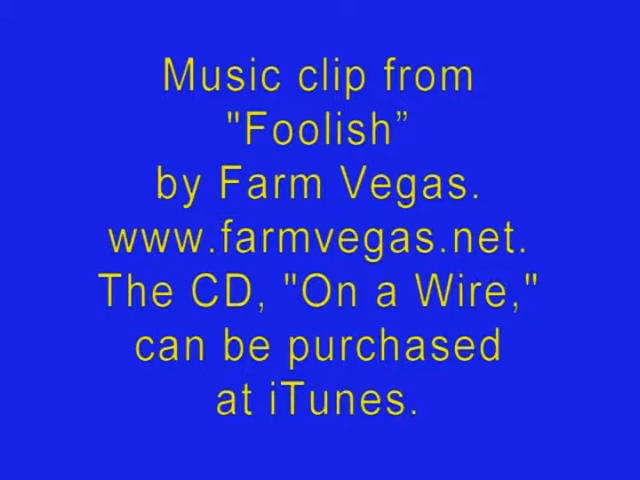 Music clip from
"Foolish”
by Farm Vegas.
www.farmvegas.net.
The CD, "On a Wire,"
can be purchased
at iTunes.